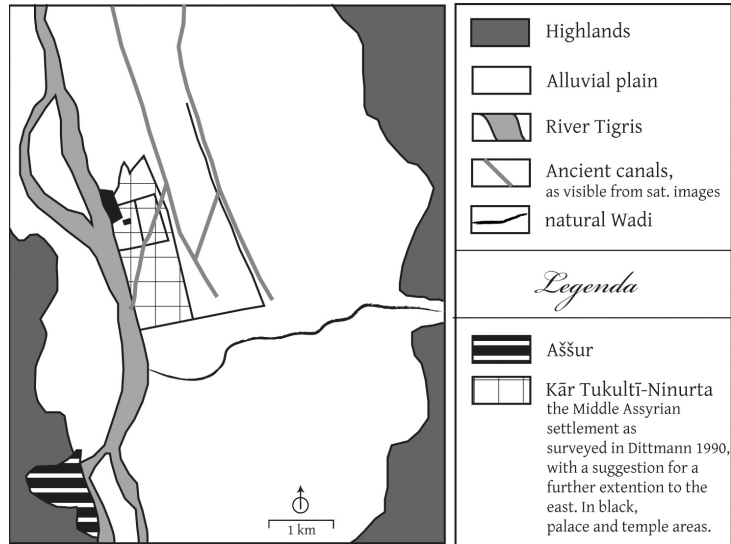 Highlands
Alluvial plain
River Tigris
Ancient canals,
as visible from sat. images
natural Wadi
Legenda
Aššur
Kār Tukultī-Ninurta
the Middle Assyrian
settlement as
surveyed in Dittmann 1990,
with a suggestion for a
further extention to the
east. In black,
palace and temple areas.
1 km